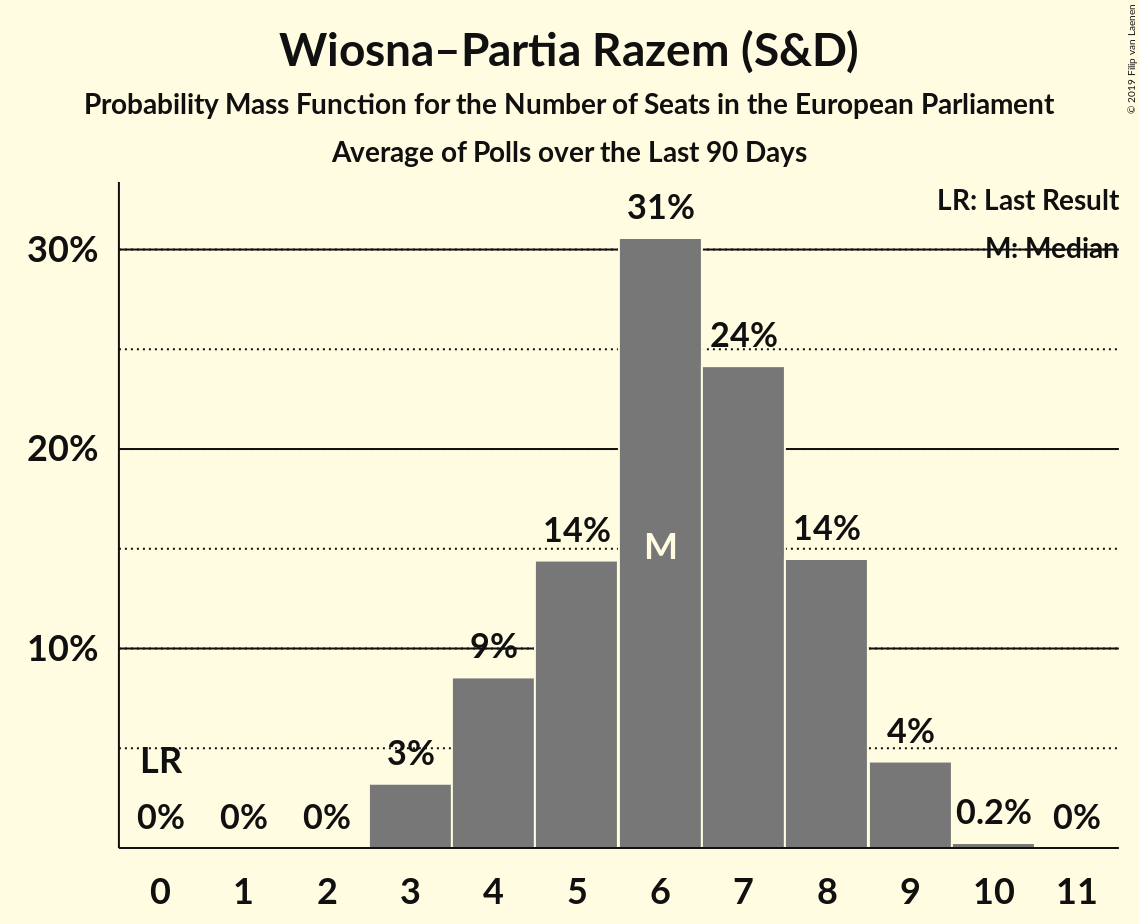 Wiosna–Partia Razem (S&D)
Probability Mass Function for the Number of Seats in the European Parliament
Average of Polls over the Last 90 Days
© 2019 Filip van Laenen
LR: Last Result
M: Median
30%
20%
10%
LR
0%
0%
0%
3%
9%
14%
31%
M
24%
14%
4%
0.2%
0%
0 1 2 3 4 5 6 7 8 9 10 11